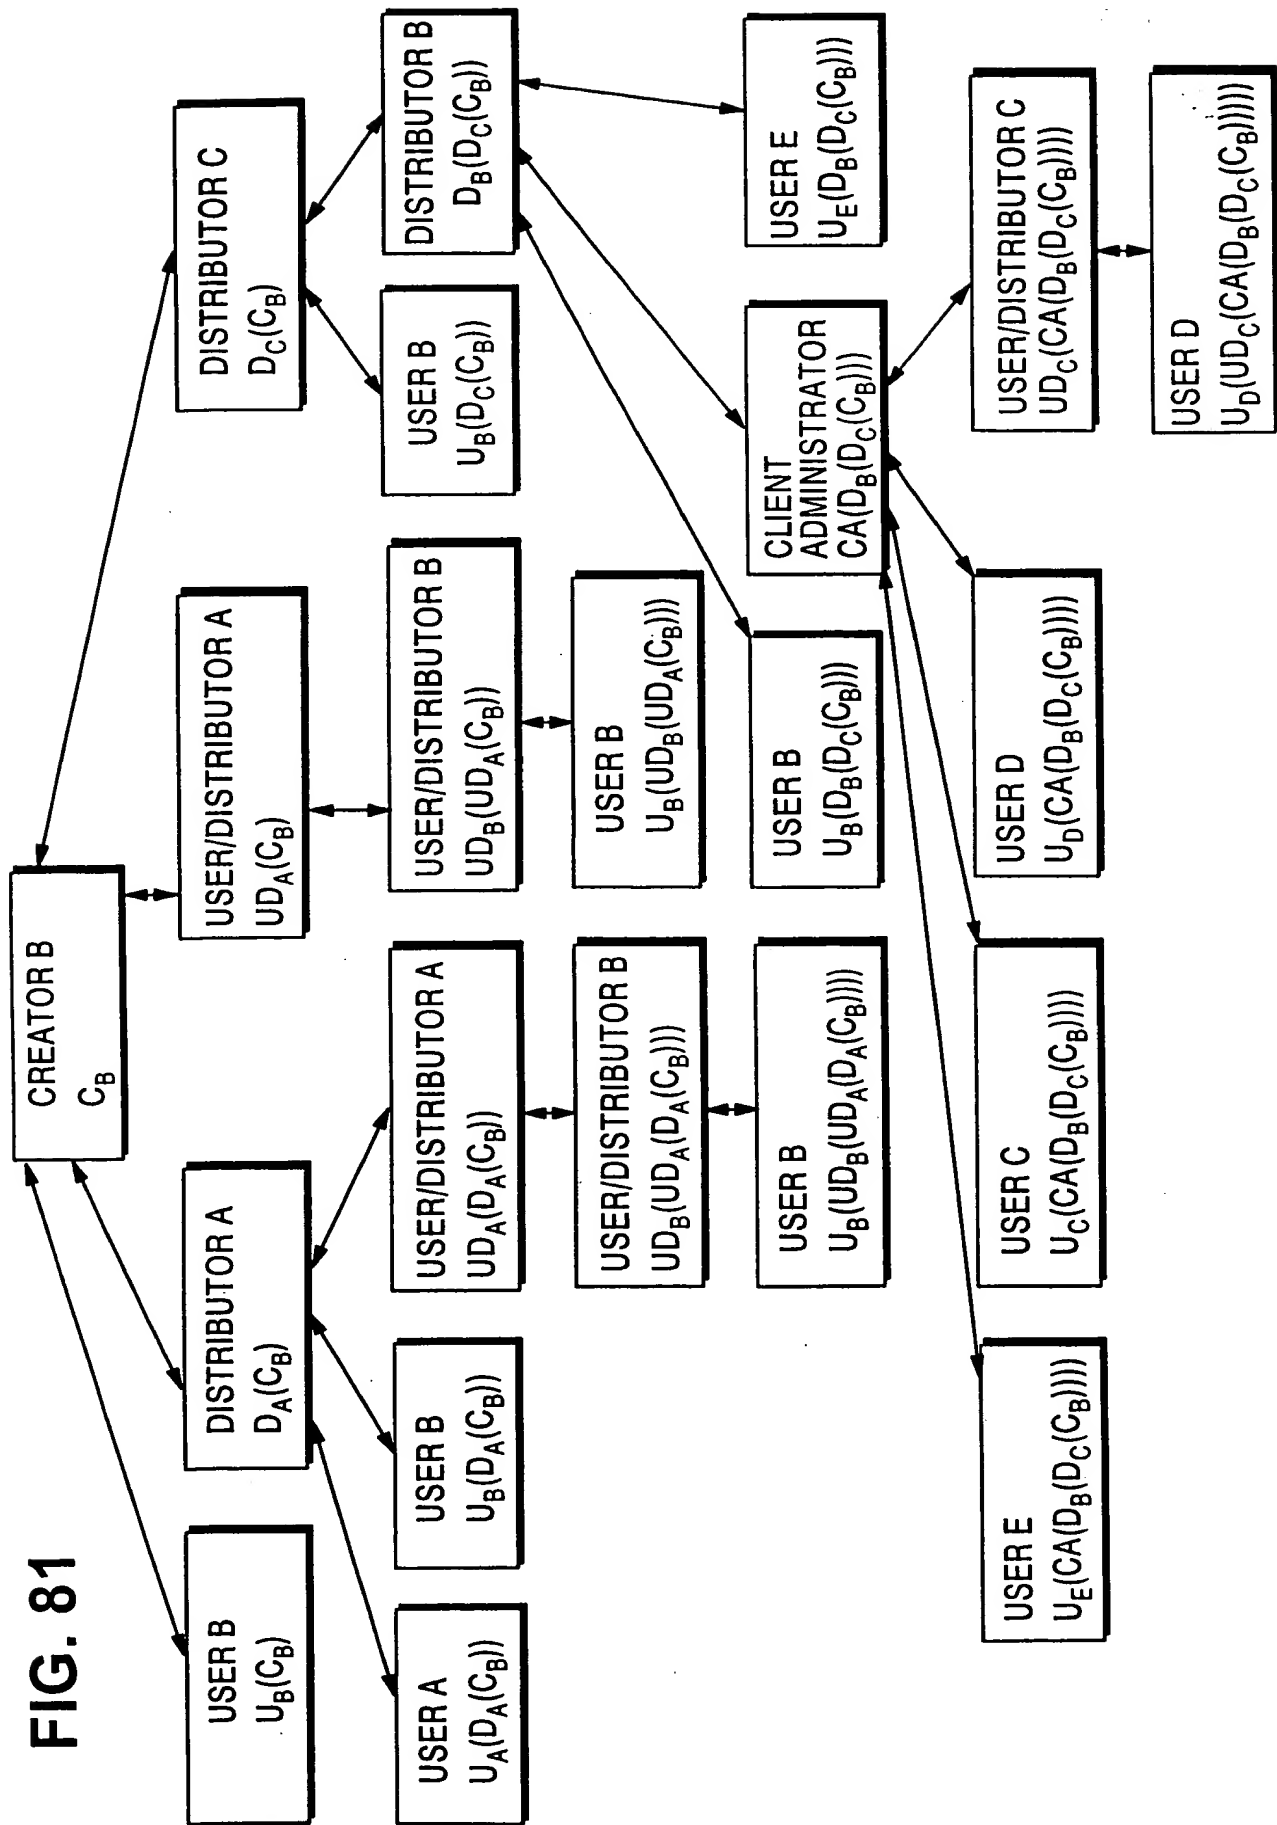 FIG. 81
CREATOR B
C_B
USER B
U_B(C_B)
DISTRIBUTOR A
D_A(C_B)
USER/DISTRIBUTOR A
UD_A(C_B)
DISTRIBUTOR C
D_C(C_B)
USER A
U_A(D_A(C_B))
USER B
U_B(D_A(C_B))
USER/DISTRIBUTOR A
UD_A(D_A(C_B))
USER/DISTRIBUTOR B
UD_B(UD_A(C_B))
USER B
U_B(D_C(C_B))
DISTRIBUTOR B
D_B(D_C(C_B))
USER/DISTRIBUTOR B
UD_B(UD_A(D_A(C_B)))
USER B
U_B(UD_B(UD_A(C_B)))
USER B
U_B(UD_B(UD_A(D_A(C_B))))
USER B
U_B(D_B(D_C(C_B)))
CLIENT
ADMINISTRATOR
CA(D_B(D_C(C_B)))
USER E
U_E(D_B(D_C(C_B)))
USER E
U_E(CA(D_B(D_C(C_B))))
USER C
U_C(CA(D_B(D_C(C_B))))
USER D
U_D(CA(D_B(D_C(C_B))))
USER/DISTRIBUTOR C
UD_C(CA(D_B(D_C(C_B))))
USER D
U_D(UD_C(CA(D_B(D_C(C_B)))))